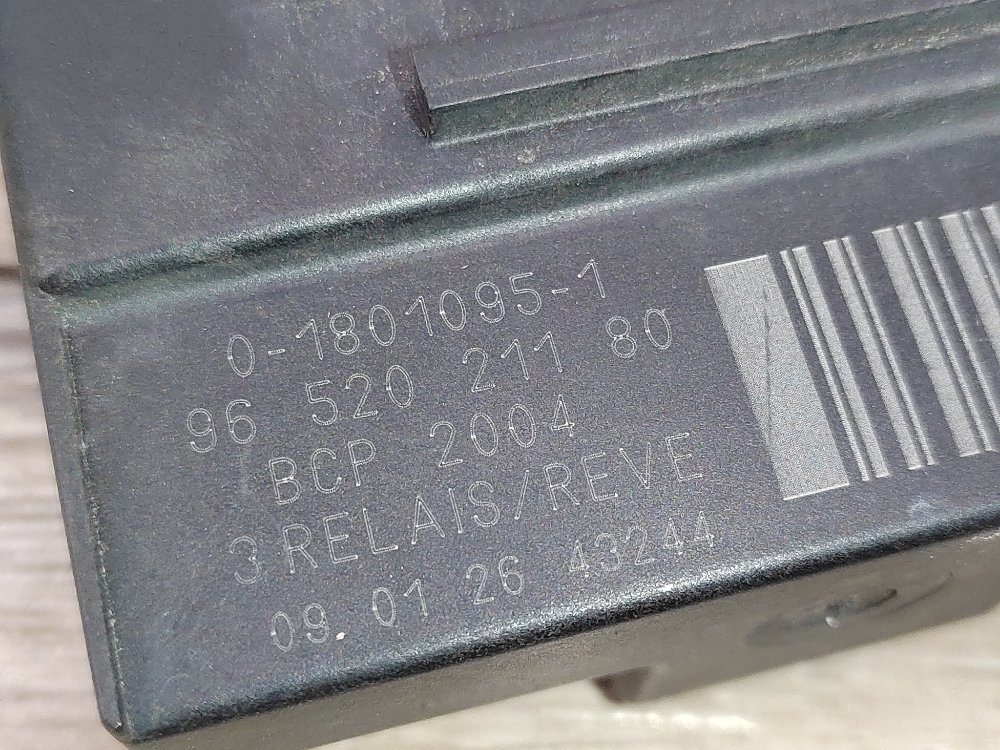 0-1801095-1
96 520 211 80
BCP 2004
3 RELAIS/REVE
09 01 26 43244